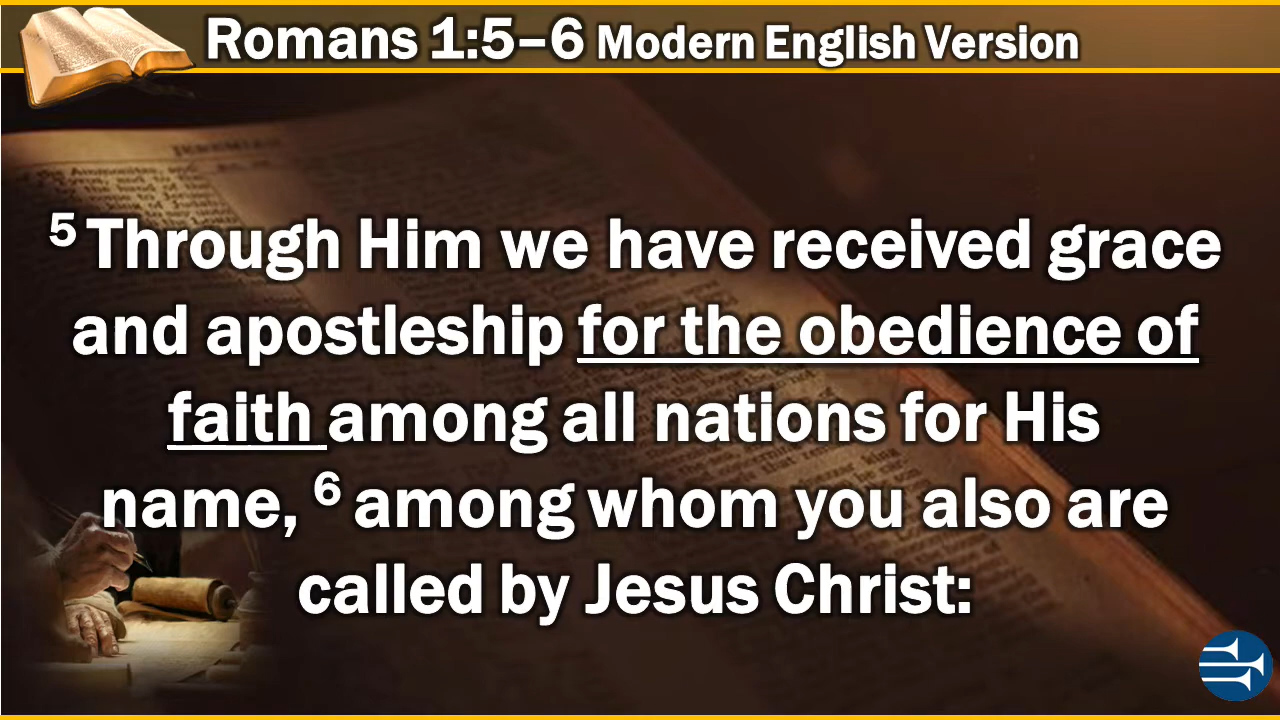 Romans 1:5–6 Modern English Version
5 Through Him we have received grace
and apostleship for the obedience of
faith among all nations for His
name, 6 among whom you also are
called by Jesus Christ: